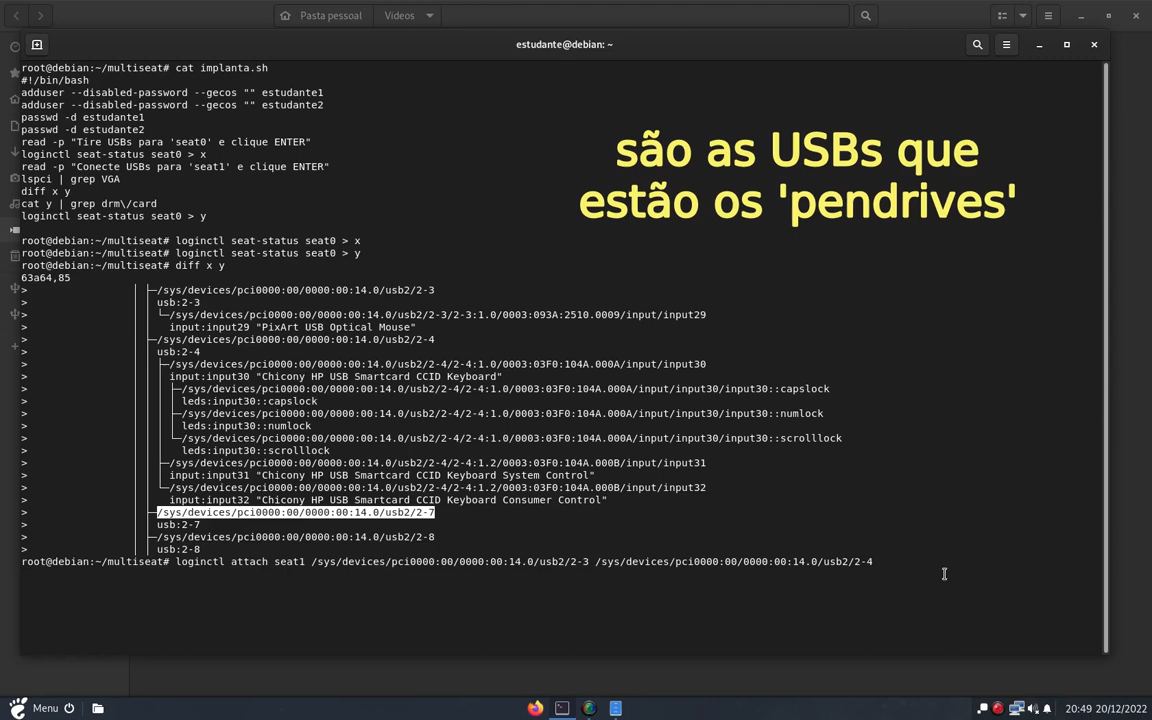 Pasta pessoal
Vídeos
estudante@debian: ~
root@debian:~/multiseat# cat implanta.sh
#!/bin/bash
adduser --disabled-password --gecos "" estudante1
adduser --disabled-password --gecos "" estudante2
passwd -d estudante1
passwd -d estudante2
read -p "Tire USBs para 'seat0' e clique ENTER"
loginctl seat-status seat0 > x
read -p "Conecte USBs para 'seat1' e clique ENTER"
lspci | grep VGA
diff x y
cat y | grep drm\/card
loginctl seat-status seat0 > y
são as USBs que
estão os 'pendrives'
root@debian:~/multiseat# loginctl seat-status seat0 > x
root@debian:~/multiseat# loginctl seat-status seat0 > y
root@debian:~/multiseat# diff x y
63a64,85
> │ ├─/sys/devices/pci0000:00/0000:00:14.0/usb2/2-3
> │ │ usb:2-3
> │ │ └─/sys/devices/pci0000:00/0000:00:14.0/usb2/2-3/2-3:1.0/0003:093A:2510.0009/input/input29
> │ │   input:input29 "PixArt USB Optical Mouse"
> │ ├─/sys/devices/pci0000:00/0000:00:14.0/usb2/2-4
> │ │ usb:2-4
> │ │ ├─/sys/devices/pci0000:00/0000:00:14.0/usb2/2-4/2-4:1.0/0003:03F0:104A.000A/input/input30
> │ │ │ input:input30 "Chicony HP USB Smartcard CCID Keyboard"
> │ │ │ ├─/sys/devices/pci0000:00/0000:00:14.0/usb2/2-4/2-4:1.0/0003:03F0:104A.000A/input/input30/input30::capslock
> │ │ │ │ leds:input30::capslock
> │ │ │ ├─/sys/devices/pci0000:00/0000:00:14.0/usb2/2-4/2-4:1.0/0003:03F0:104A.000A/input/input30/input30::numlock
> │ │ │ │ leds:input30::numlock
> │ │ │ └─/sys/devices/pci0000:00/0000:00:14.0/usb2/2-4/2-4:1.0/0003:03F0:104A.000A/input/input30/input30::scrolllock
> │ │ │   leds:input30::scrolllock
> │ │ ├─/sys/devices/pci0000:00/0000:00:14.0/usb2/2-4/2-4:1.2/0003:03F0:104A.000B/input/input31
> │ │ │ input:input31 "Chicony HP USB Smartcard CCID Keyboard System Control"
> │ │ └─/sys/devices/pci0000:00/0000:00:14.0/usb2/2-4/2-4:1.2/0003:03F0:104A.000B/input/input32
> │ │   input:input32 "Chicony HP USB Smartcard CCID Keyboard Consumer Control"
> │ ├─/sys/devices/pci0000:00/0000:00:14.0/usb2/2-7
> │ │ usb:2-7
> │ ├─/sys/devices/pci0000:00/0000:00:14.0/usb2/2-8
> │ │ usb:2-8
root@debian:~/multiseat# loginctl attach seat1 /sys/devices/pci0000:00/0000:00:14.0/usb2/2-3 /sys/devices/pci0000:00/0000:00:14.0/usb2/2-4
Menu
20:49 20/12/2022